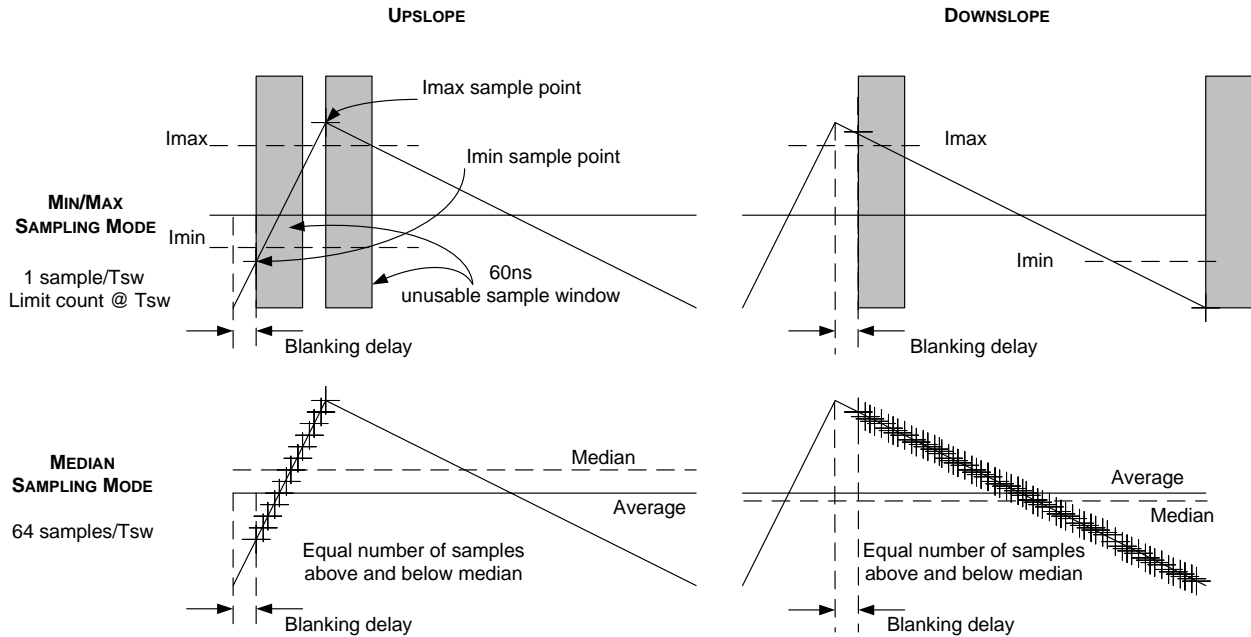 UPSLOPE
DOWNSLOPE
Imax sample point
Imax
Imin sample point
Imax
MIN/MAX
SAMPLING MODE
Imin
Imin
1 sample/Tsw
Limit count @ Tsw
60ns
unusable sample window
Blanking delay
Blanking delay
MEDIAN
SAMPLING MODE
64 samples/Tsw
Median
Average
Average
Median
Equal number of samples
above and below median
Equal number of samples
above and below median
Blanking delay
Blanking delay